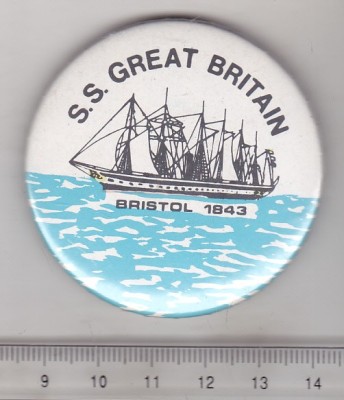 S.S. GREAT BRITAIN
BRISTOL 1843
9 10 11 12 13 14